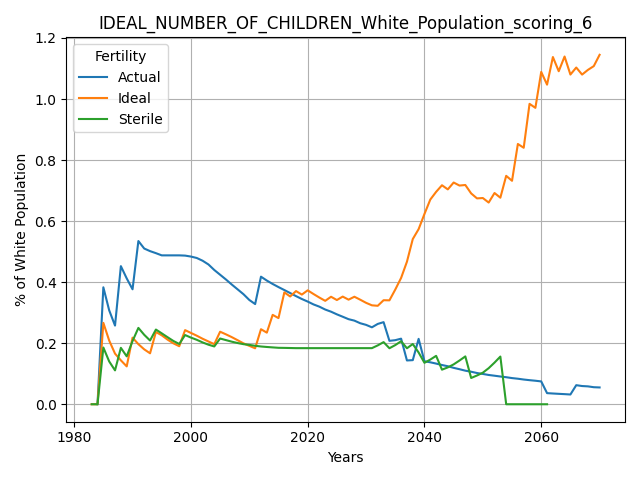 IDEAL_NUMBER_OF_CHILDREN_White_Population_scoring_6
Fertility
Actual
Ideal
Sterile
% of White Population
1.2
1.0
0.8
0.6
0.4
0.2
0.0
1980 2000 2020 2040 2060
Years